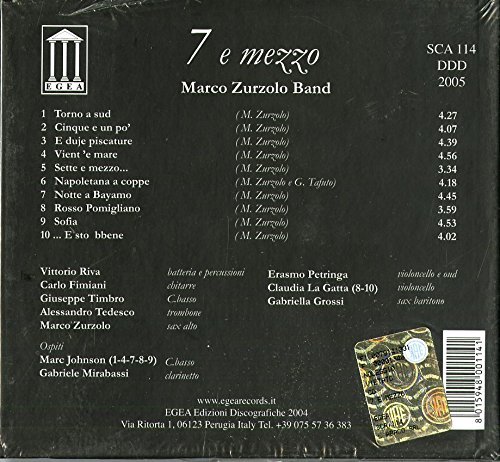 EGEA
7 e mezzo
Marco Zurzolo Band
SCA 114
DDD
2005
1 Torno a sud (M. Zurzolo) 4.27
2 Cinque e un po' (M. Zurzolo) 4.07
3 E duje piscature (M. Zurzolo) 4.39
4 Vient 'e mare (M. Zurzolo) 4.56
5 Sette e mezzo... (M. Zurzolo) 3.34
6 Napoletana a coppe (M. Zurzolo e G. Tafuto) 4.18
7 Notte a Bayamo (M. Zurzolo) 4.45
8 Rosso Pomigliano (M. Zurzolo) 3.59
9 Sofia (M. Zurzolo) 4.53
10 ... E sto bbene (M. Zurzolo) 4.02
Vittorio Riva batteria e percussioni
Carlo Fimiani chitarre
Giuseppe Timbro C.basso
Alessandro Tedesco trombone
Marco Zurzolo sax alto
Erasmo Petringa violoncello e oud
Claudia La Gatta (8-10) violoncello
Gabriella Grossi sax baritono
Ospiti
Marc Johnson (1-4-7-8-9) C.basso
Gabriele Mirabassi clarinetto
www.egearecords.it
EGEA Edizioni Discografiche 2004
Via Ritorta 1, 06123 Perugia Italy Tel. +39 075 57 36 383
8 015948 001141